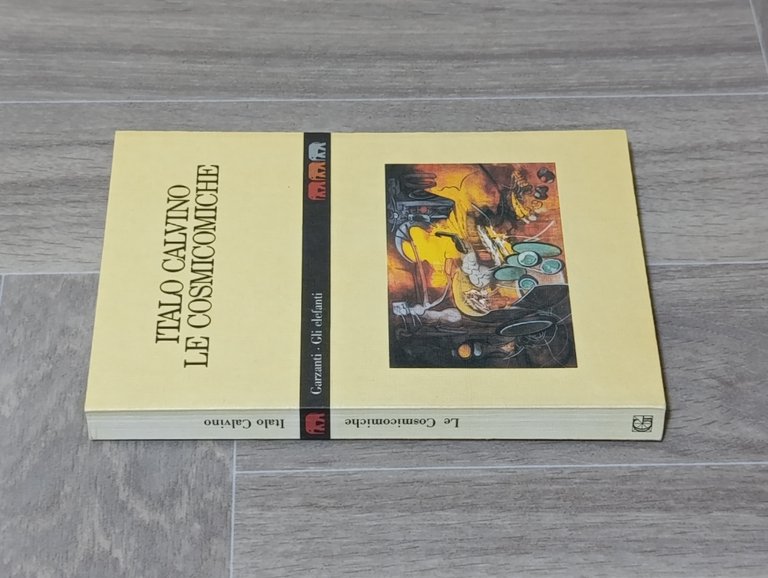 ITALO CALVINO
LE COSMICOMICHE
Garzanti · Gli elefanti
Italo Calvino
Le Cosmicomiche